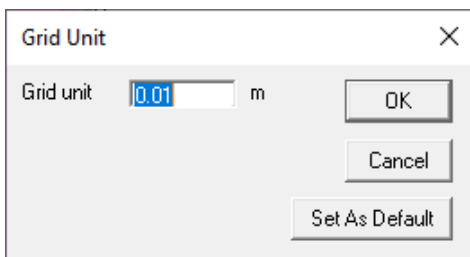 Grid Unit
Grid unit 0.01 m
OK
Cancel
Set As Default